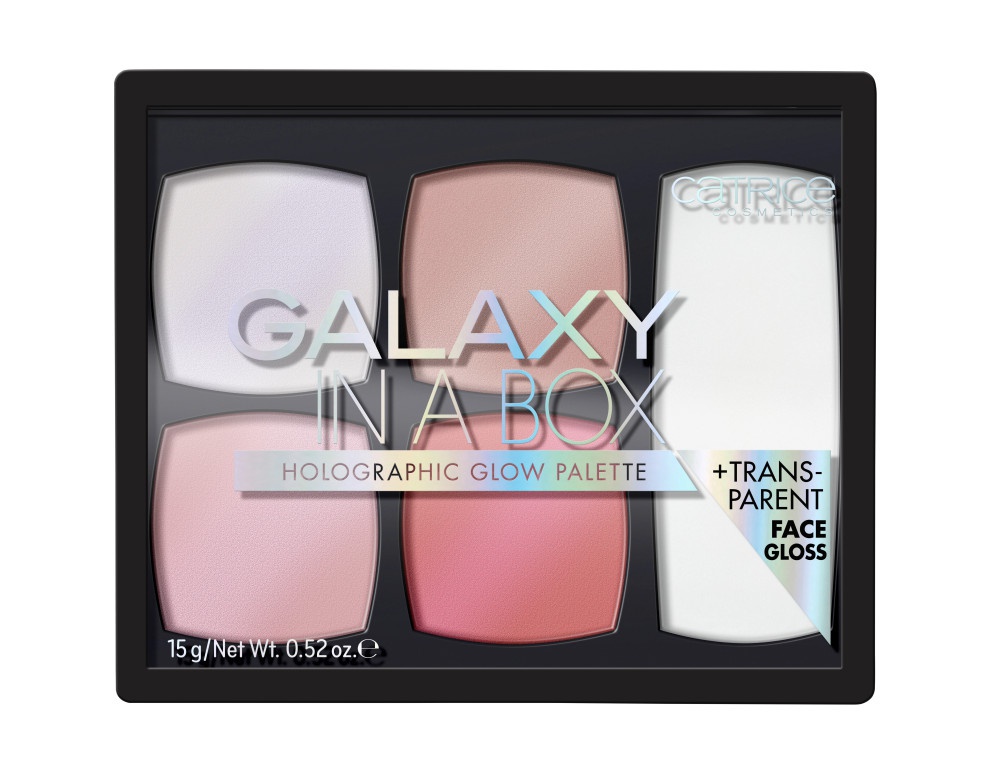 CATRICE
COSMETICS
GALAXY
IN A BOX
HOLOGRAPHIC GLOW PALETTE
+TRANS-
PARENT
FACE
GLOSS
15 g/Net Wt. 0.52 oz.℮